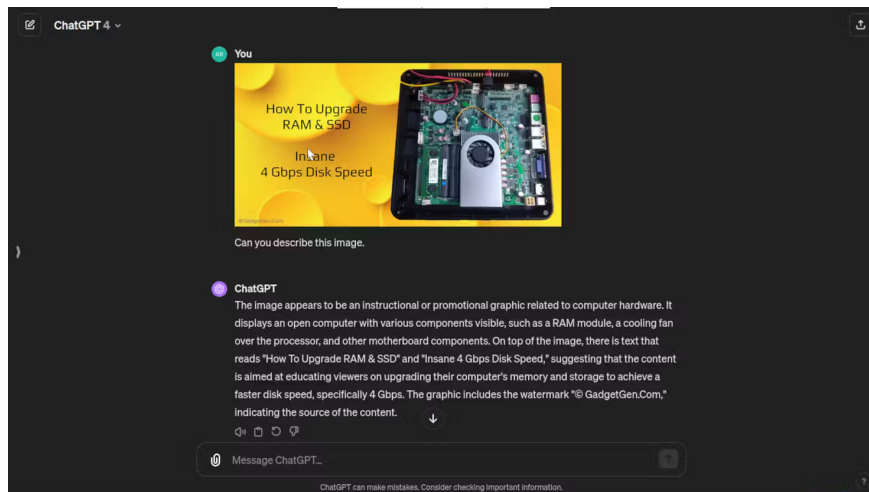 ChatGPT 4
AR You
How To Upgrade
RAM & SSD
Insane
4 Gbps Disk Speed
© GadgetGen.Com
Can you describe this image.
ChatGPT
The image appears to be an instructional or promotional graphic related to computer hardware. It
displays an open computer with various components visible, such as a RAM module, a cooling fan
over the processor, and other motherboard components. On top of the image, there is text that
reads "How To Upgrade RAM & SSD" and "Insane 4 Gbps Disk Speed," suggesting that the content
is aimed at educating viewers on upgrading their computer's memory and storage to achieve a
faster disk speed, specifically 4 Gbps. The graphic includes the watermark "© GadgetGen.Com,"
indicating the source of the content.
Message ChatGPT...
ChatGPT can make mistakes. Consider checking important information.
?